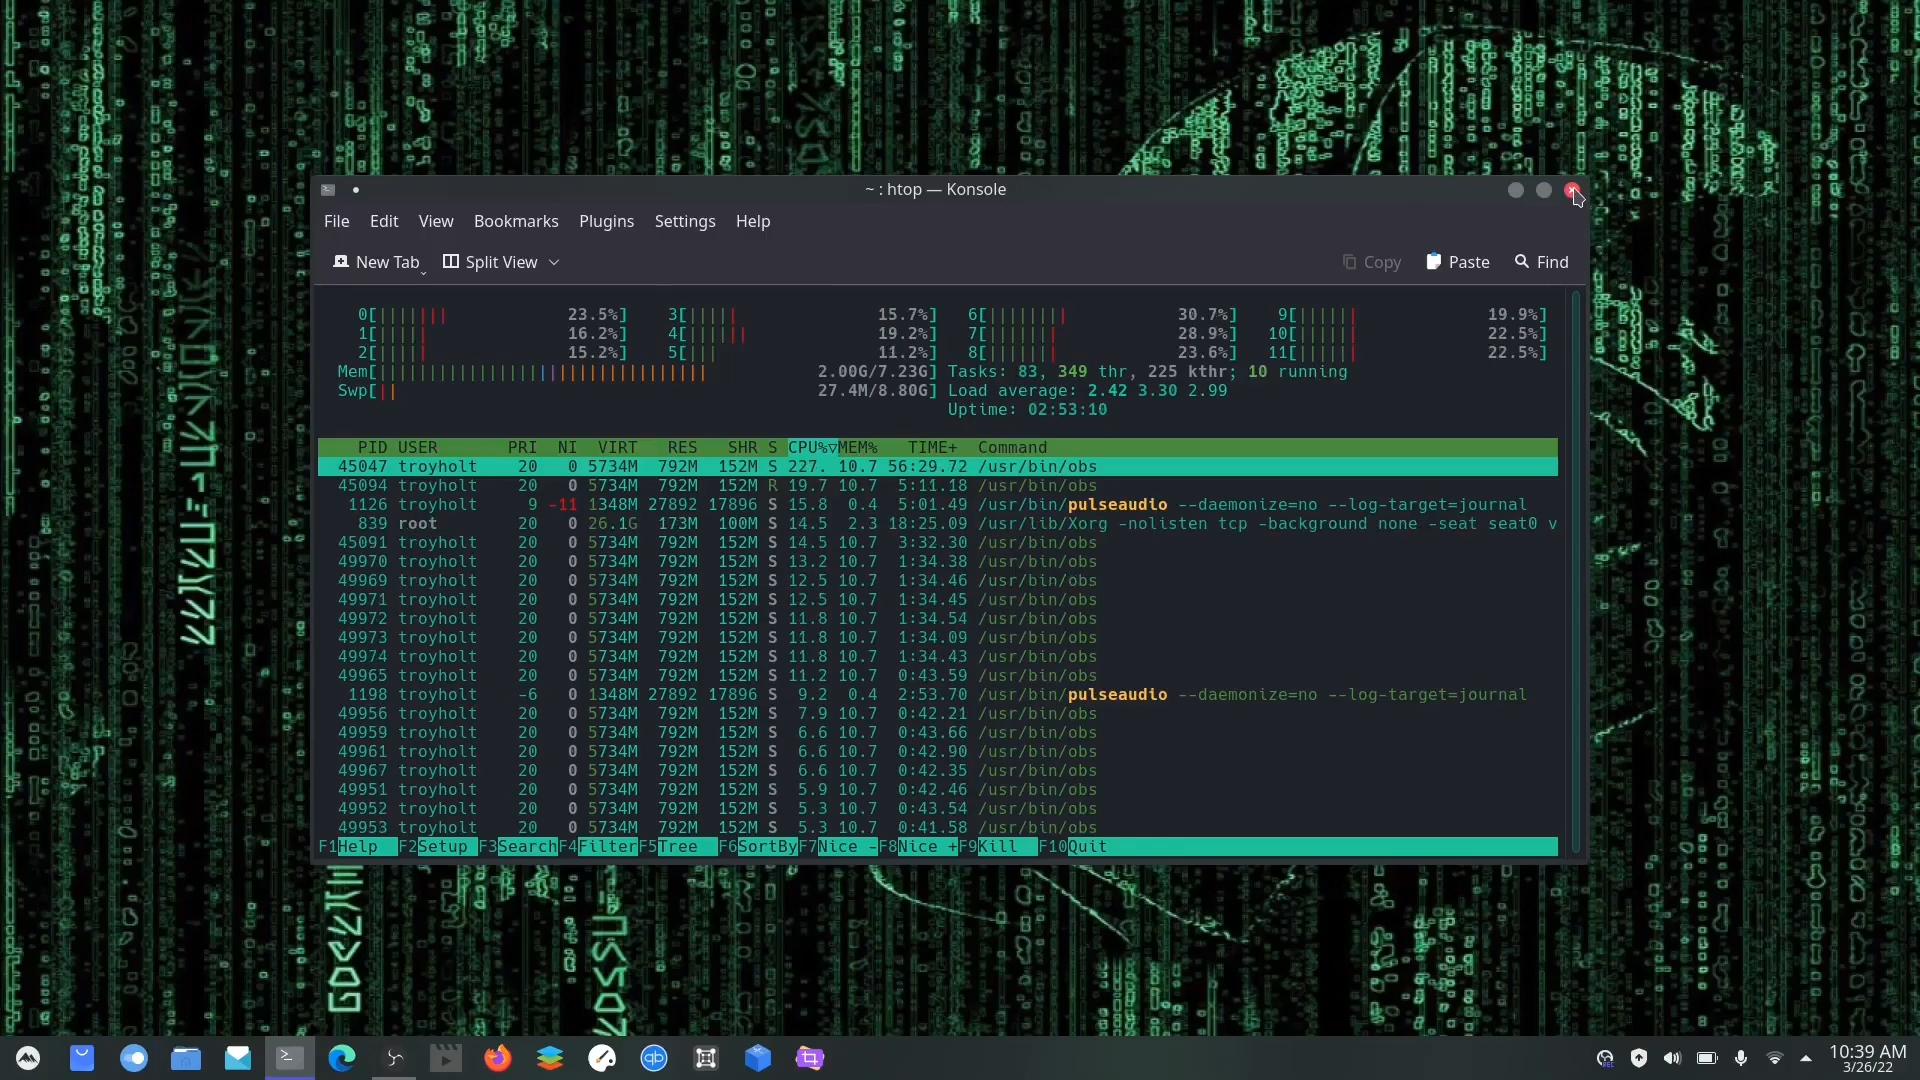 ~ : htop — Konsole
File Edit View Bookmarks Plugins Settings Help
New Tab Split View Copy Paste Find
0[||||||| 23.5%] 3[||||| 15.7%] 6[|||||||| 30.7%] 9[|||||| 19.9%]
1[||||| 16.2%] 4[|||||| 19.2%] 7[||||||| 28.9%] 10[|||||| 22.5%]
2[||||| 15.2%] 5[||| 11.2%] 8[||||||| 23.6%] 11[|||||| 22.5%]
Mem[||||||||||||||||||||||||||||||||| 2.00G/7.23G] Tasks: 83, 349 thr, 225 kthr; 10 running
Swp[|| 27.4M/8.80G] Load average: 2.42 3.30 2.99
Uptime: 02:53:10
PID USER PRI NI VIRT RES SHR S CPU%▽MEM% TIME+ Command
45047 troyholt 20 0 5734M 792M 152M S 227. 10.7 56:29.72 /usr/bin/obs
45094 troyholt 20 0 5734M 792M 152M R 19.7 10.7 5:11.18 /usr/bin/obs
1126 troyholt 9 -11 1348M 27892 17896 S 15.8 0.4 5:01.49 /usr/bin/pulseaudio --daemonize=no --log-target=journal
839 root 20 0 26.1G 173M 100M S 14.5 2.3 18:25.09 /usr/lib/Xorg -nolisten tcp -background none -seat seat0 v
45091 troyholt 20 0 5734M 792M 152M S 14.5 10.7 3:32.30 /usr/bin/obs
49970 troyholt 20 0 5734M 792M 152M S 13.2 10.7 1:34.38 /usr/bin/obs
49969 troyholt 20 0 5734M 792M 152M S 12.5 10.7 1:34.46 /usr/bin/obs
49971 troyholt 20 0 5734M 792M 152M S 12.5 10.7 1:34.45 /usr/bin/obs
49972 troyholt 20 0 5734M 792M 152M S 11.8 10.7 1:34.54 /usr/bin/obs
49973 troyholt 20 0 5734M 792M 152M S 11.8 10.7 1:34.09 /usr/bin/obs
49974 troyholt 20 0 5734M 792M 152M S 11.8 10.7 1:34.43 /usr/bin/obs
49965 troyholt 20 0 5734M 792M 152M S 11.2 10.7 0:43.59 /usr/bin/obs
1198 troyholt -6 0 1348M 27892 17896 S 9.2 0.4 2:53.70 /usr/bin/pulseaudio --daemonize=no --log-target=journal
49956 troyholt 20 0 5734M 792M 152M S 7.9 10.7 0:42.21 /usr/bin/obs
49959 troyholt 20 0 5734M 792M 152M S 6.6 10.7 0:43.66 /usr/bin/obs
49961 troyholt 20 0 5734M 792M 152M S 6.6 10.7 0:42.90 /usr/bin/obs
49967 troyholt 20 0 5734M 792M 152M S 6.6 10.7 0:42.35 /usr/bin/obs
49951 troyholt 20 0 5734M 792M 152M S 5.9 10.7 0:42.46 /usr/bin/obs
49952 troyholt 20 0 5734M 792M 152M S 5.3 10.7 0:43.54 /usr/bin/obs
49953 troyholt 20 0 5734M 792M 152M S 5.3 10.7 0:41.58 /usr/bin/obs
F1Help F2Setup F3SearchF4FilterF5Tree F6SortByF7Nice -F8Nice +F9Kill F10Quit
10:39 AM
3/26/22